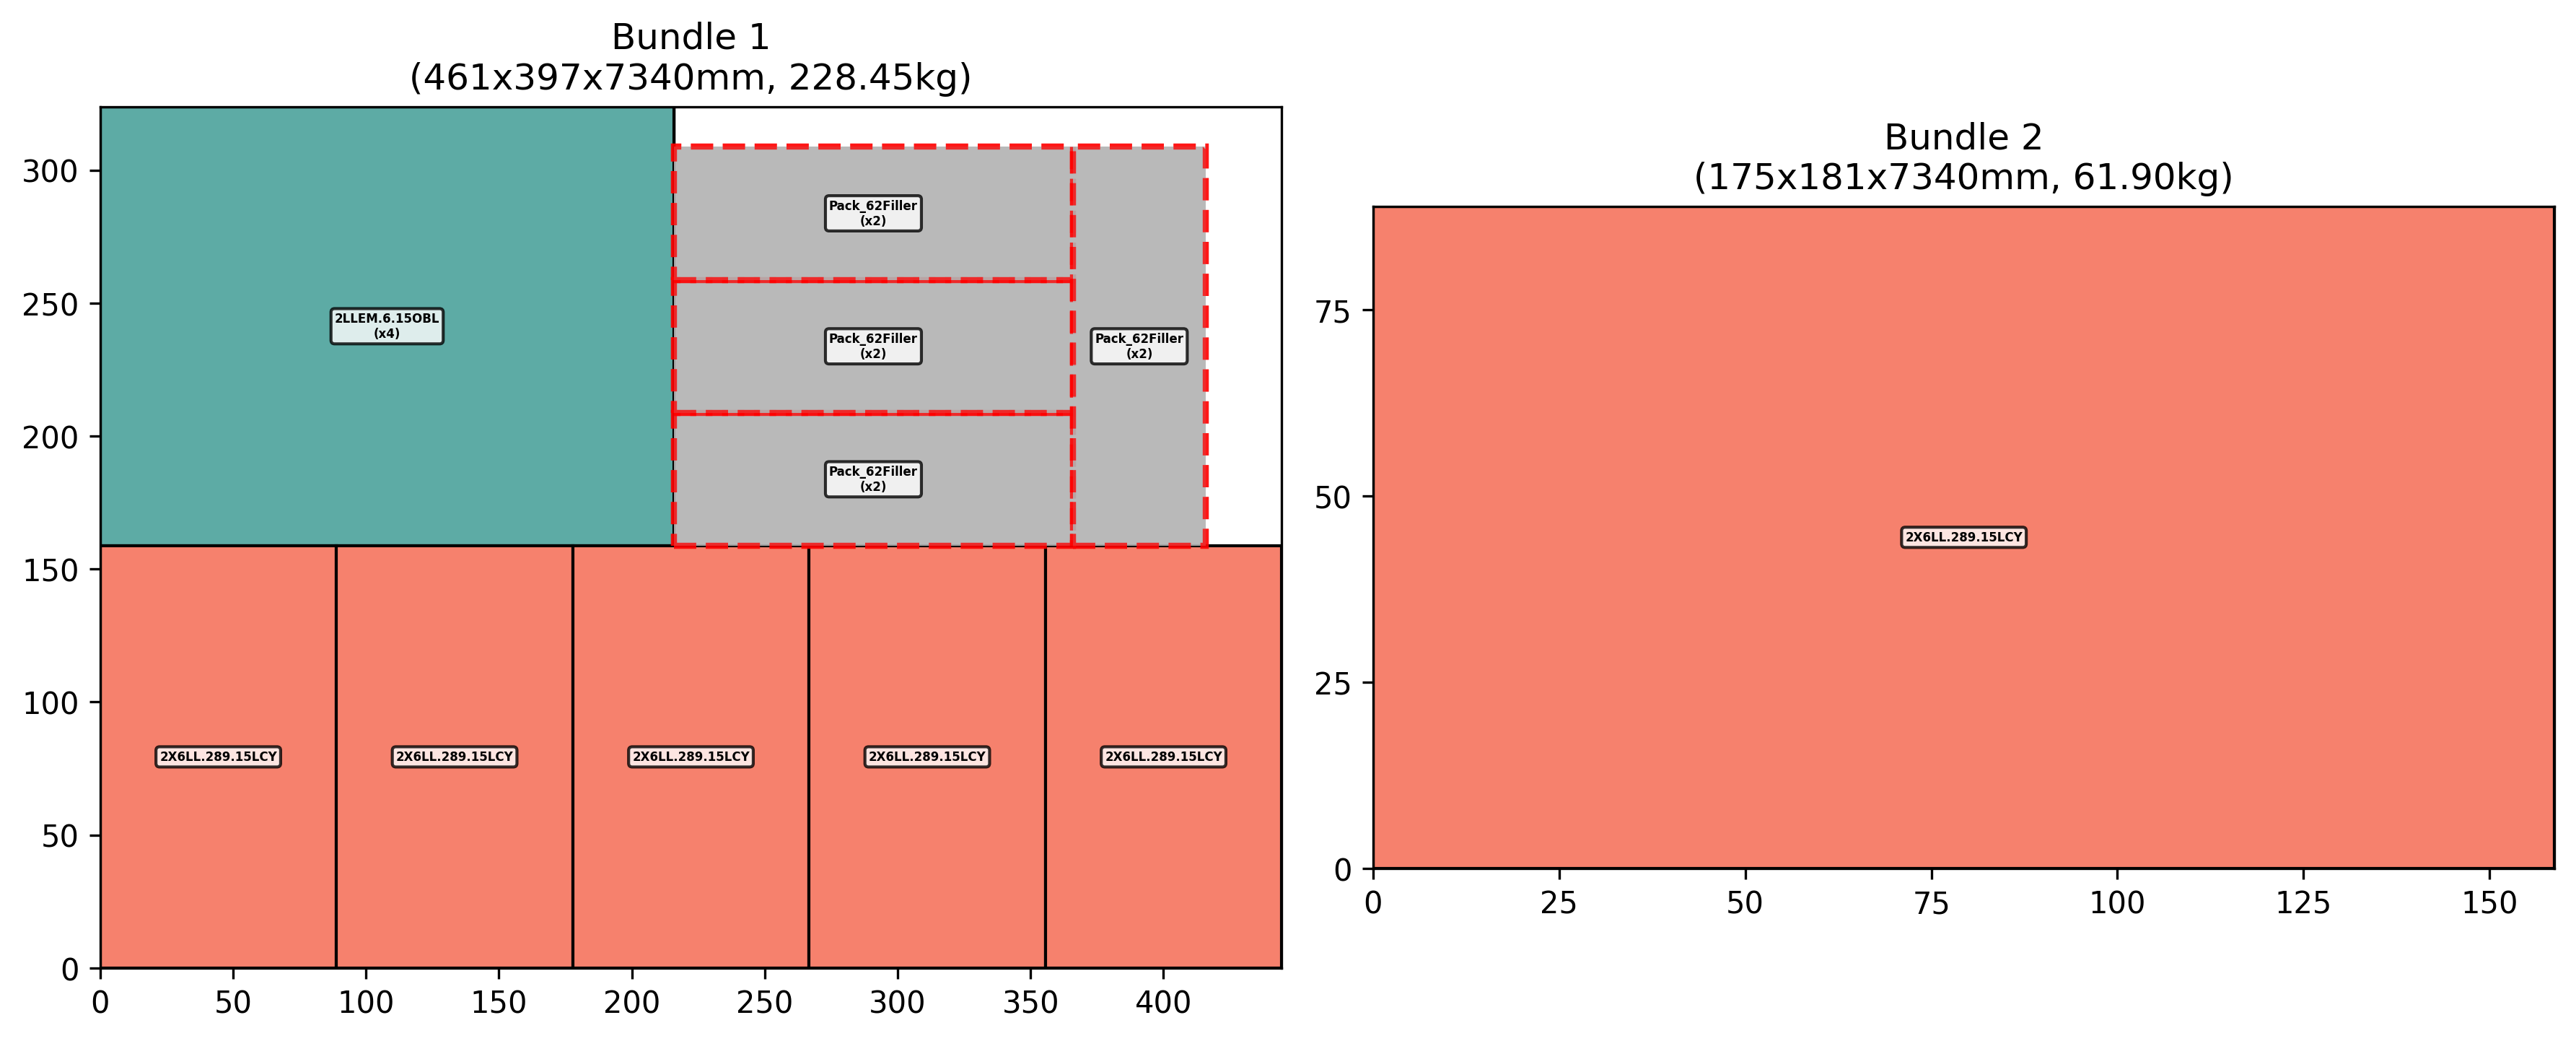 Bundle 1
(461x397x7340mm, 228.45kg)
300
250
200
150
100
50
0
2LLEM.6.15OBL
(x4)
Pack_62Filler
(x2)
Pack_62Filler
(x2)
Pack_62Filler
(x2)
Pack_62Filler
(x2)
2X6LL.289.15LCY
2X6LL.289.15LCY
2X6LL.289.15LCY
2X6LL.289.15LCY
2X6LL.289.15LCY
0
50
100
150
200
250
300
350
400
Bundle 2
(175x181x7340mm, 61.90kg)
75
50
25
0
2X6LL.289.15LCY
0
25
50
75
100
125
150